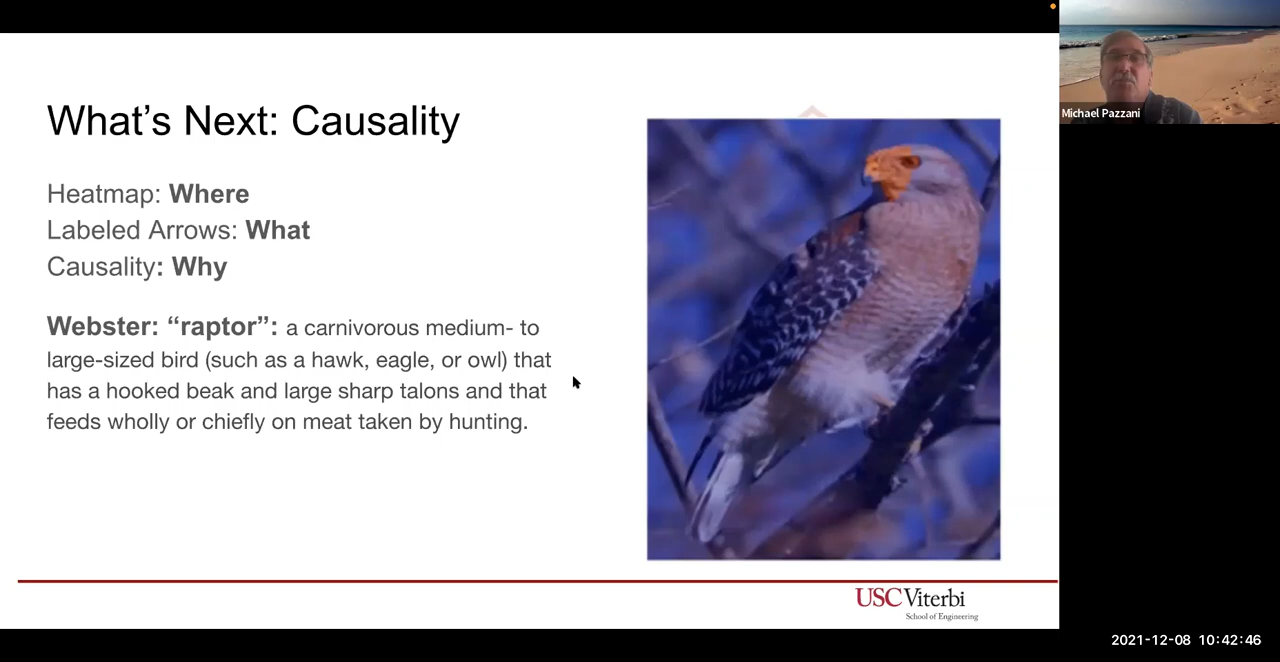 What’s Next: Causality
Heatmap: Where
Labeled Arrows: What
Causality: Why
Webster: “raptor”: a carnivorous medium- to
large-sized bird (such as a hawk, eagle, or owl) that
has a hooked beak and large sharp talons and that
feeds wholly or chiefly on meat taken by hunting.
USC Viterbi
School of Engineering
Michael Pazzani
2021-12-08 10:42:46